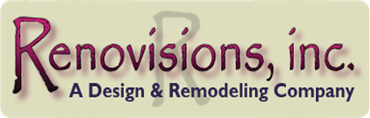 Renovisions, inc.
A Design & Remodeling Company